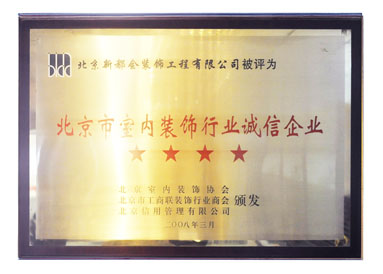 北京新都会装饰工程有限公司被评为
北京市室内装饰行业诚信企业
★★★★
北京室内装饰协会
北京市工商联装饰行业商会 颁发
北京信用管理有限公司
二〇〇八年三月